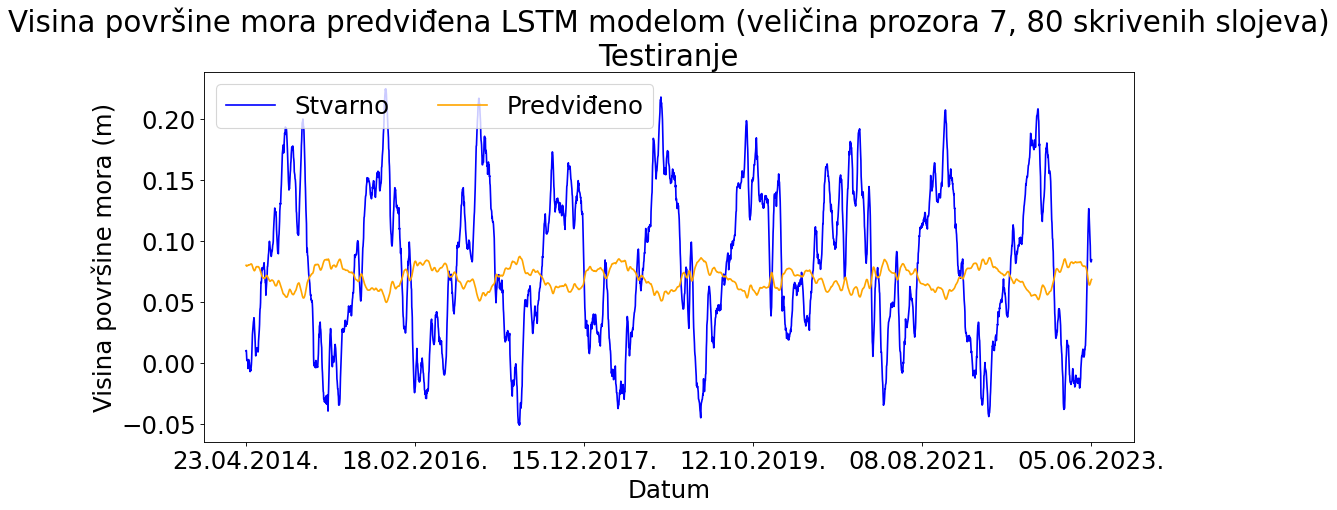 Visina površine mora predviđena LSTM modelom (veličina prozora 7, 80 skrivenih slojeva)
Testiranje
Stvarno Predviđeno
Visina površine mora (m)
0.20
0.15
0.10
0.05
0.00
−0.05
23.04.2014. 18.02.2016. 15.12.2017. 12.10.2019. 08.08.2021. 05.06.2023.
Datum